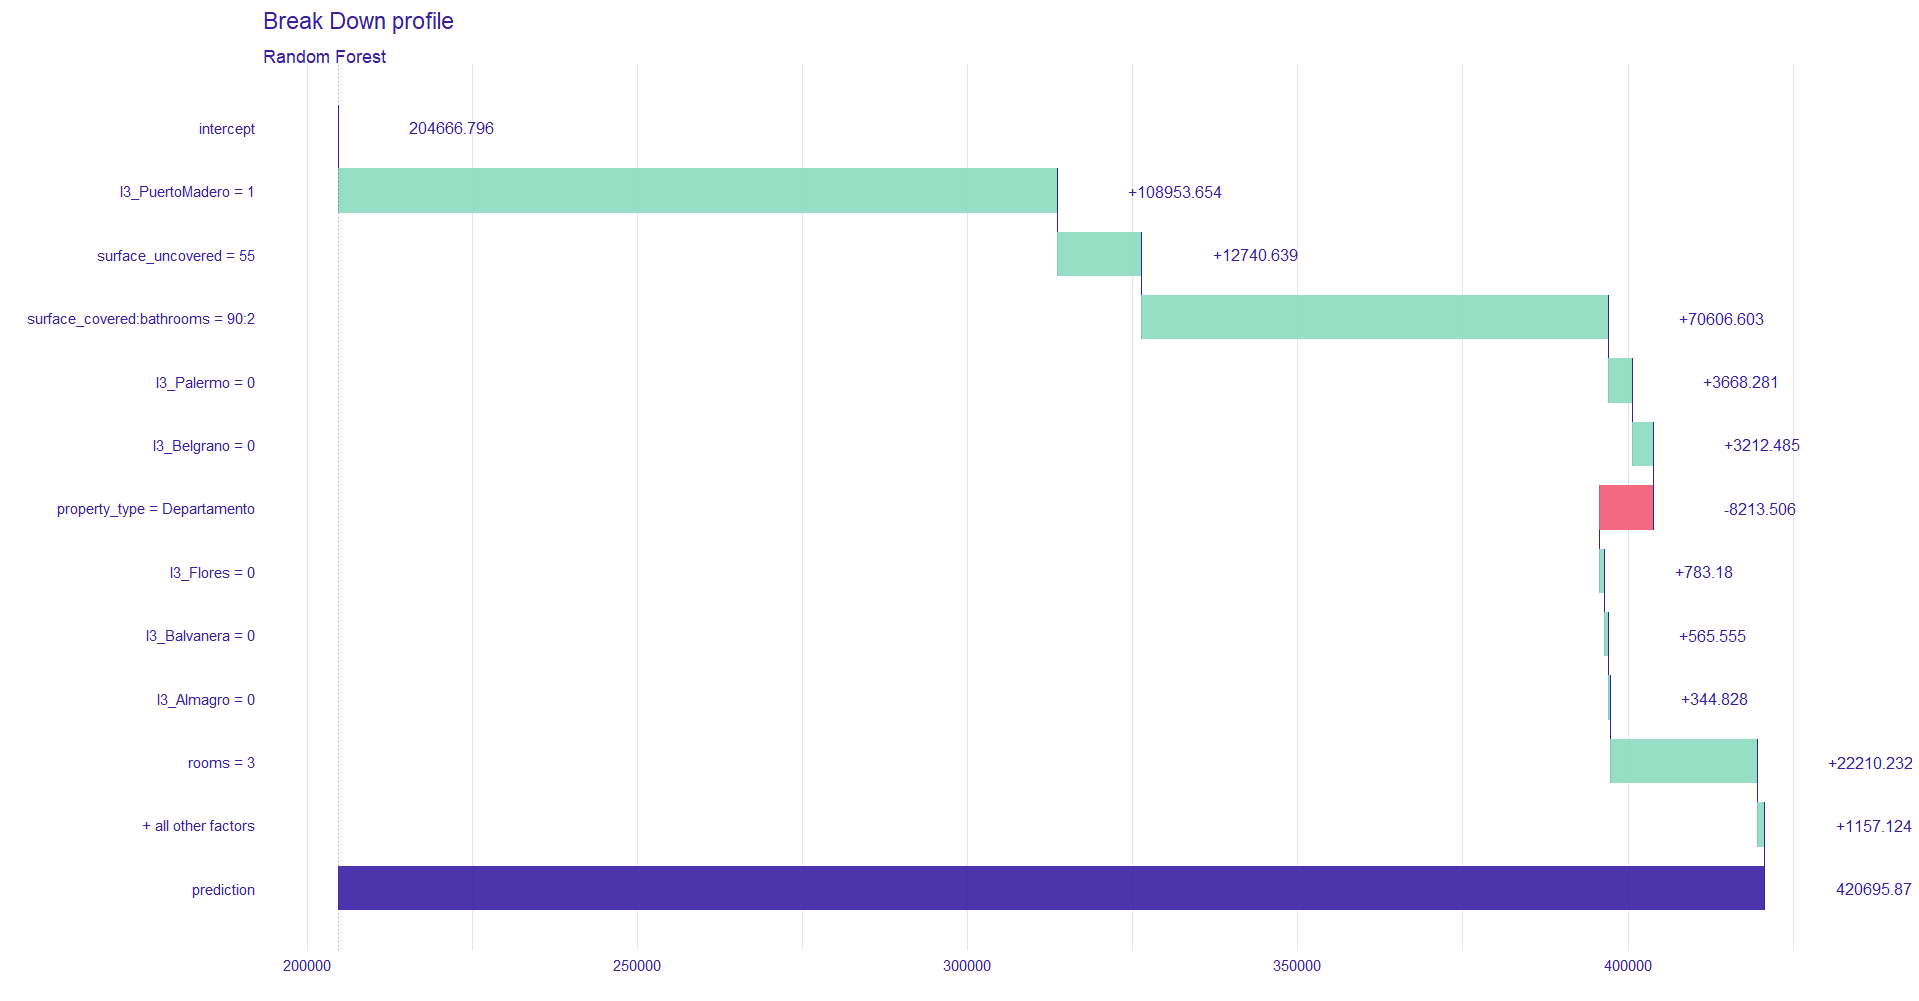 Break Down profile
Random Forest
intercept 204666.796
l3_PuertoMadero = 1 +108953.654
surface_uncovered = 55 +12740.639
surface_covered:bathrooms = 90:2 +70606.603
l3_Palermo = 0 +3668.281
l3_Belgrano = 0 +3212.485
property_type = Departamento -8213.506
l3_Flores = 0 +783.18
l3_Balvanera = 0 +565.555
l3_Almagro = 0 +344.828
rooms = 3 +22210.232
+ all other factors +1157.124
prediction 420695.87
200000 250000 300000 350000 400000